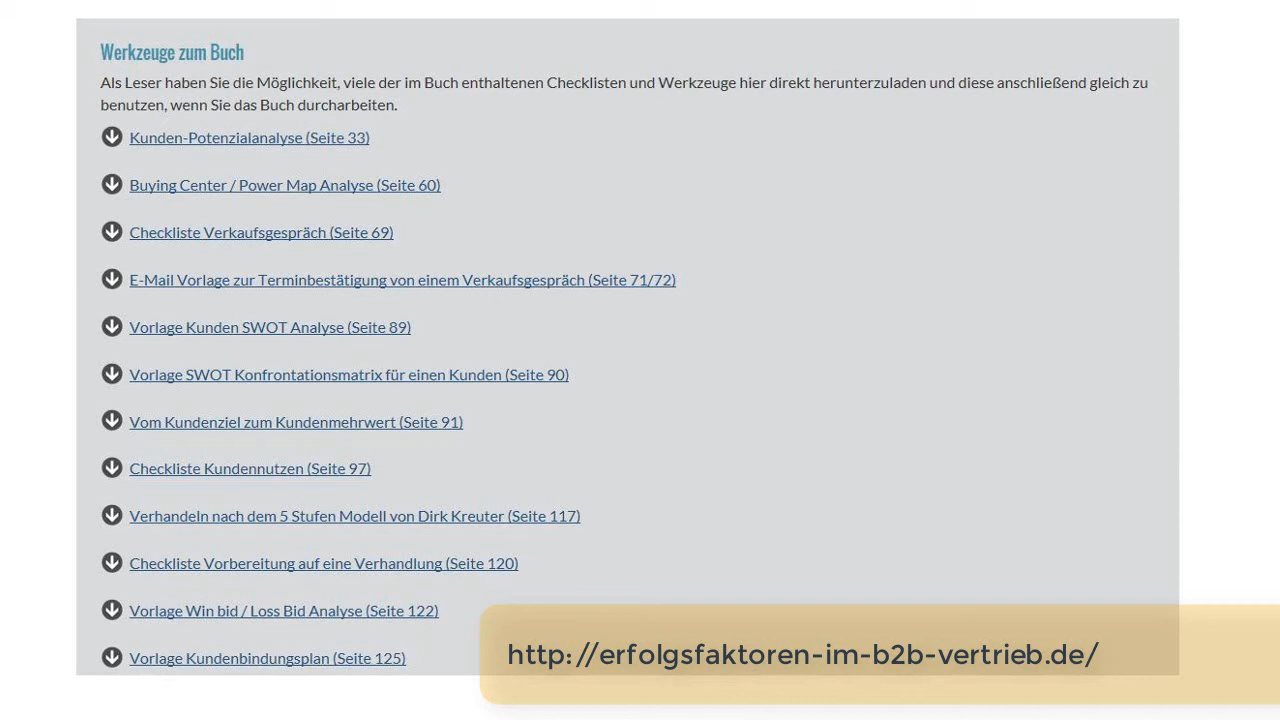 Werkzeuge zum Buch
Als Leser haben Sie die Möglichkeit, viele der im Buch enthaltenen Checklisten und Werkzeuge hier direkt herunterzuladen und diese anschließend gleich zu
benutzen, wenn Sie das Buch durcharbeiten.
Kunden-Potenzialanalyse (Seite 33)
Buying Center / Power Map Analyse (Seite 60)
Checkliste Verkaufsgespräch (Seite 69)
E-Mail Vorlage zur Terminbestätigung von einem Verkaufsgespräch (Seite 71/72)
Vorlage Kunden SWOT Analyse (Seite 89)
Vorlage SWOT Konfrontationsmatrix für einen Kunden (Seite 90)
Vom Kundenziel zum Kundenmehrwert (Seite 91)
Checkliste Kundennutzen (Seite 97)
Verhandeln nach dem 5 Stufen Modell von Dirk Kreuter (Seite 117)
Checkliste Vorbereitung auf eine Verhandlung (Seite 120)
Vorlage Win bid / Loss Bid Analyse (Seite 122)
Vorlage Kundenbindungsplan (Seite 125)
http://erfolgsfaktoren-im-b2b-vertrieb.de/